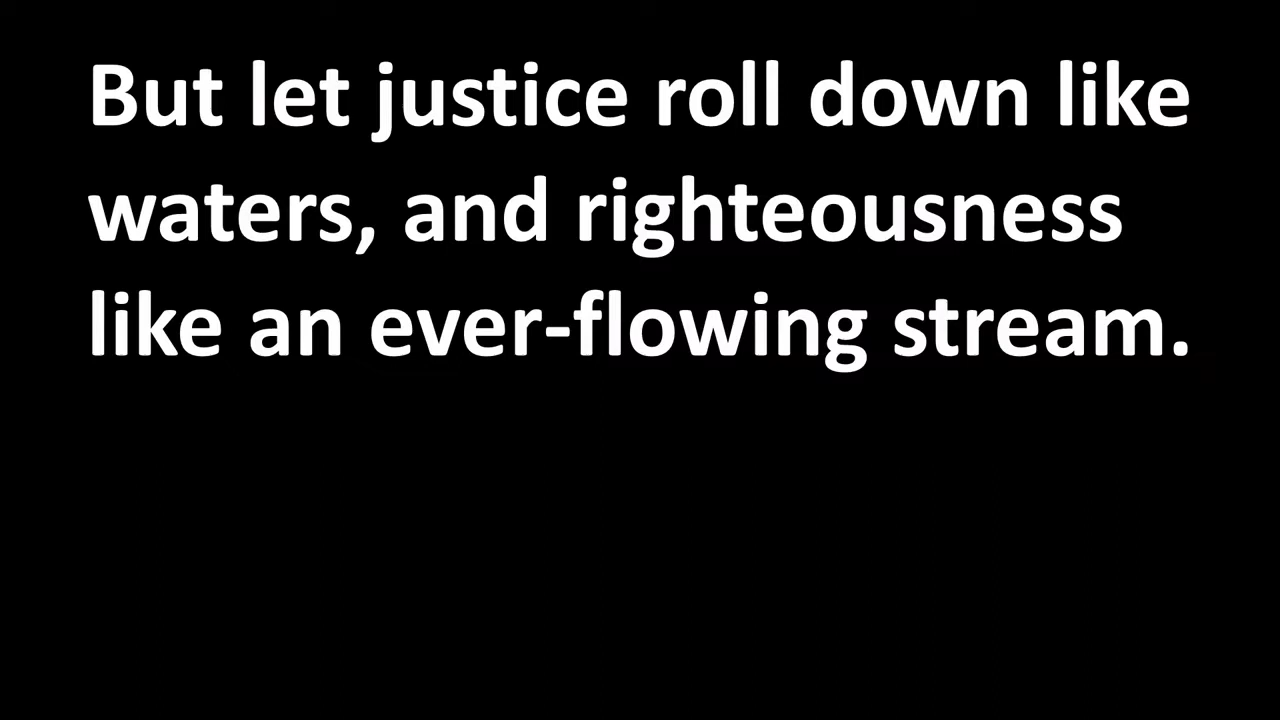 But let justice roll down like
waters, and righteousness
like an ever-flowing stream.